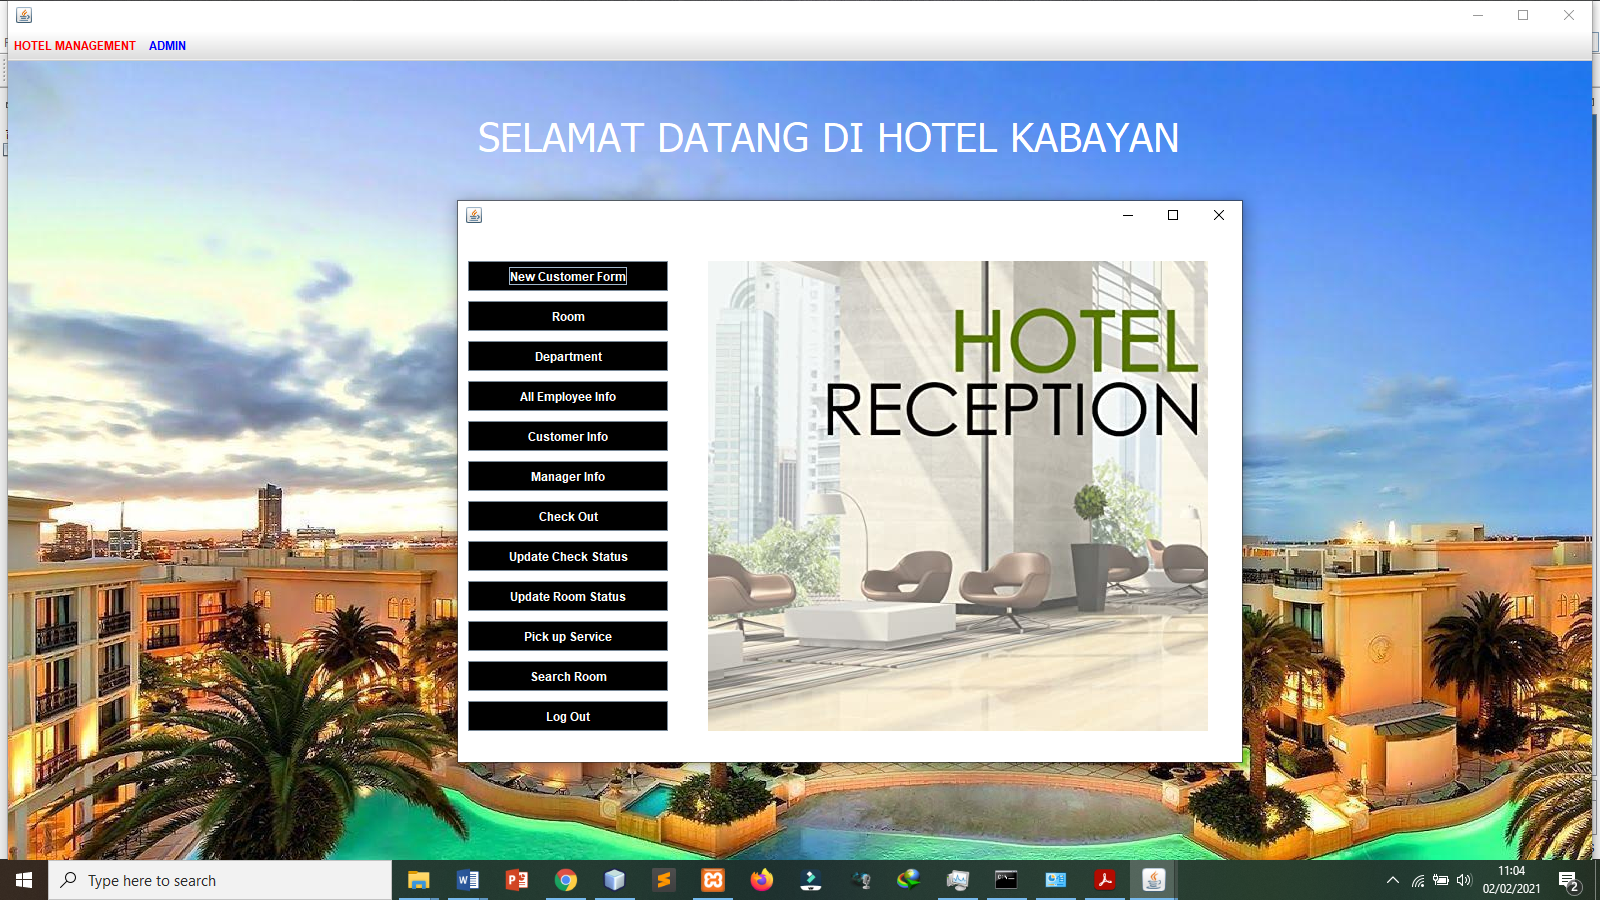 HOTEL MANAGEMENT ADMIN
SELAMAT DATANG DI HOTEL KABAYAN
New Customer Form
Room
Department
All Employee Info
Customer Info
Manager Info
Check Out
Update Check Status
Update Room Status
Pick up Service
Search Room
Log Out
HOTEL
RECEPTION
Type here to search
11:04
02/02/2021
2